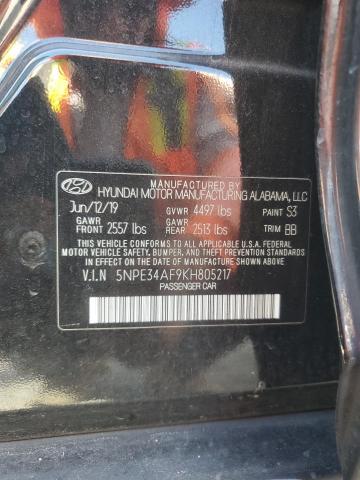 MANUFACTURED BY
HYUNDAI MOTOR MANUFACTURING ALABAMA, LLC
Jun/12/19 GVWR 4497 lbs PAINT S3
GAWR FRONT 2557 lbs GAWR REAR 2513 lbs TRIM BB
THIS VEHICLE CONFORMS TO ALL APPLICABLE U.S.A. FEDERAL
MOTOR VEHICLE SAFETY, BUMPER, AND THEFT PREVENTION
STANDARDS IN EFFECT ON THE DATE OF MANUFACTURE SHOWN
ABOVE.
V.I.N 5NPE34AF9KH805217
PASSENGER CAR